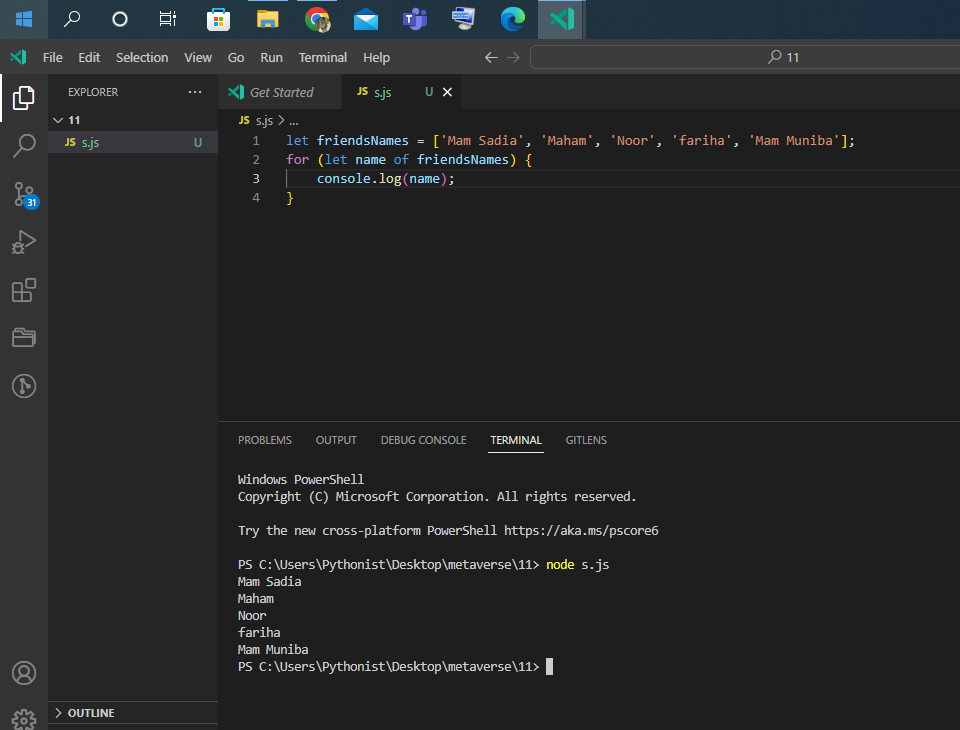 File Edit Selection View Go Run Terminal Help
11
EXPLORER
Get Started
JS s.js U
11
JS s.js U
JS s.js > ...
1 let friendsNames = ['Mam Sadia', 'Maham', 'Noor', 'fariha', 'Mam Muniba'];
2 for (let name of friendsNames) {
3 console.log(name);
4 }
31
PROBLEMS OUTPUT DEBUG CONSOLE TERMINAL GITLENS
Windows PowerShell
Copyright (C) Microsoft Corporation. All rights reserved.
Try the new cross-platform PowerShell https://aka.ms/pscore6
PS C:\Users\Pythonist\Desktop\metaverse\11> node s.js
Mam Sadia
Maham
Noor
fariha
Mam Muniba
PS C:\Users\Pythonist\Desktop\metaverse\11>
OUTLINE